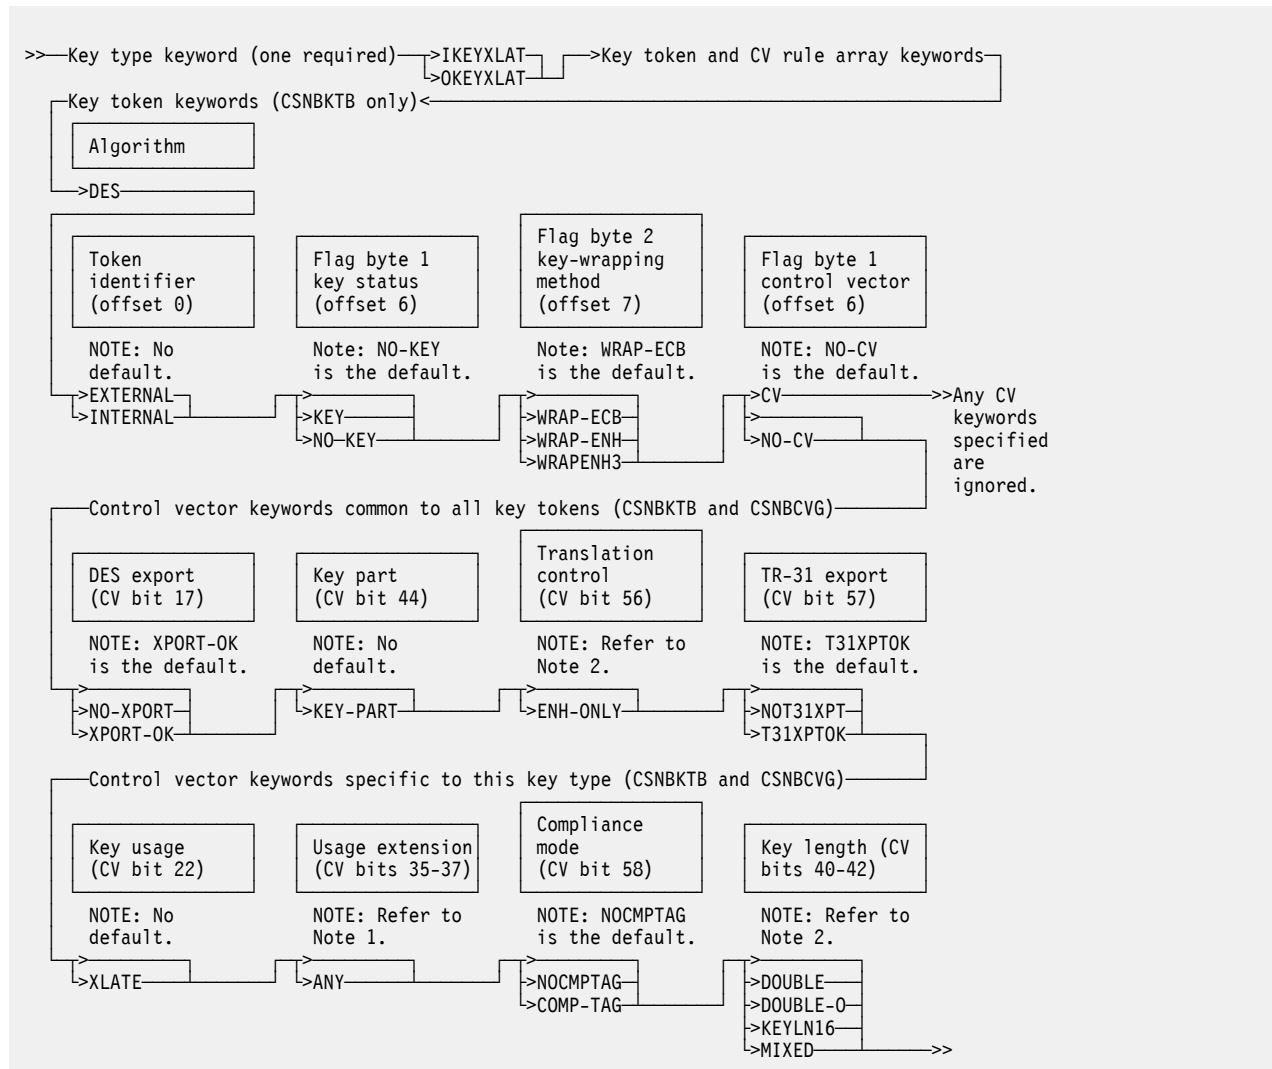 >>—Key type keyword (one required)—>IKEYXLAT— —>Key token and CV rule array keywords—
>OKEYXLAT—
—Key token keywords (CSNBKTB only)<—
Algorithm
—>DES—
Flag byte 2
Token Flag byte 1 key-wrapping Flag byte 1
identifier key status method control vector
(offset 0) (offset 6) (offset 7) (offset 6)
NOTE: No Note: NO-KEY Note: WRAP-ECB NOTE: NO-CV
default. is the default. is the default. is the default.
>EXTERNAL— > > >CV—>>Any CV
>INTERNAL— >KEY— >WRAP-ECB > keywords
>NO-KEY— >WRAP-ENH >NO-CV— specified
>WRAPENH3— are
ignored.
—Control vector keywords common to all key tokens (CSNBKTB and CSNBCVG)—
Translation
DES export Key part control TR-31 export
(CV bit 17) (CV bit 44) (CV bit 56) (CV bit 57)
NOTE: XPORT-OK NOTE: No NOTE: Refer to NOTE: T31XPTOK
is the default. default. Note 2. is the default.
> > > >
>NO-XPORT >KEY-PART— >ENH-ONLY— >NOT31XPT
>XPORT-OK— >T31XPTOK—
—Control vector keywords specific to this key type (CSNBKTB and CSNBCVG)—
Compliance
Key usage Usage extension mode Key length (CV
(CV bit 22) (CV bits 35-37) (CV bit 58) bits 40-42)
NOTE: No NOTE: Refer to NOTE: NOCMPTAG NOTE: Refer to
default. Note 1. is the default. Note 2.
> > > >
>XLATE— >ANY— >NOCMPTAG >DOUBLE—
>COMP-TAG— >DOUBLE-O
>KEYLN16—
>MIXED—>>